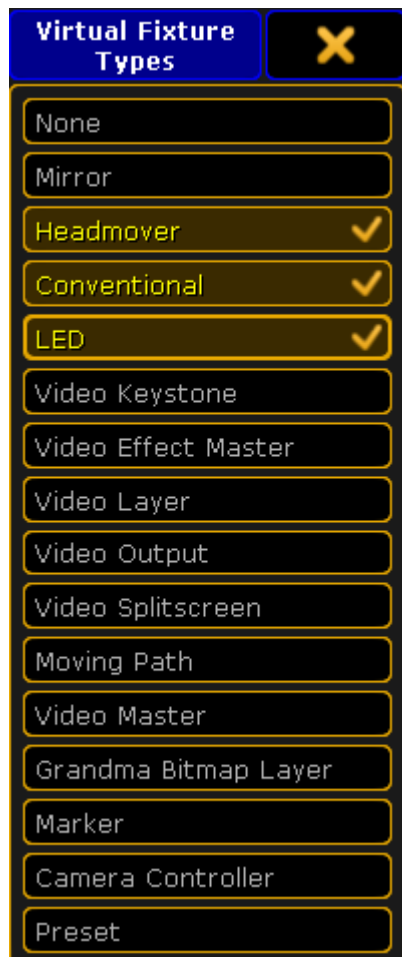 Virtual Fixture
Types
None
Mirror
Headmover
Conventional
LED
Video Keystone
Video Effect Master
Video Layer
Video Output
Video Splitscreen
Moving Path
Video Master
Grandma Bitmap Layer
Marker
Camera Controller
Preset